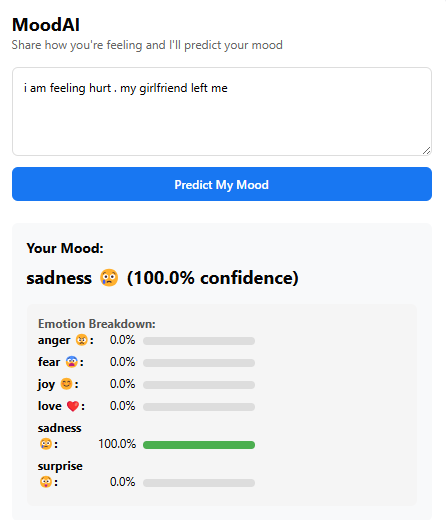 MoodAI
Share how you're feeling and I'll predict your mood
i am feeling hurt . my girlfriend left me
Predict My Mood
Your Mood:
sadness 😢 (100.0% confidence)
Emotion Breakdown:
anger 😠: 0.0%
fear 😨: 0.0%
joy 😊: 0.0%
love ❤️: 0.0%
sadness
😢: 100.0%
surprise
😲: 0.0%